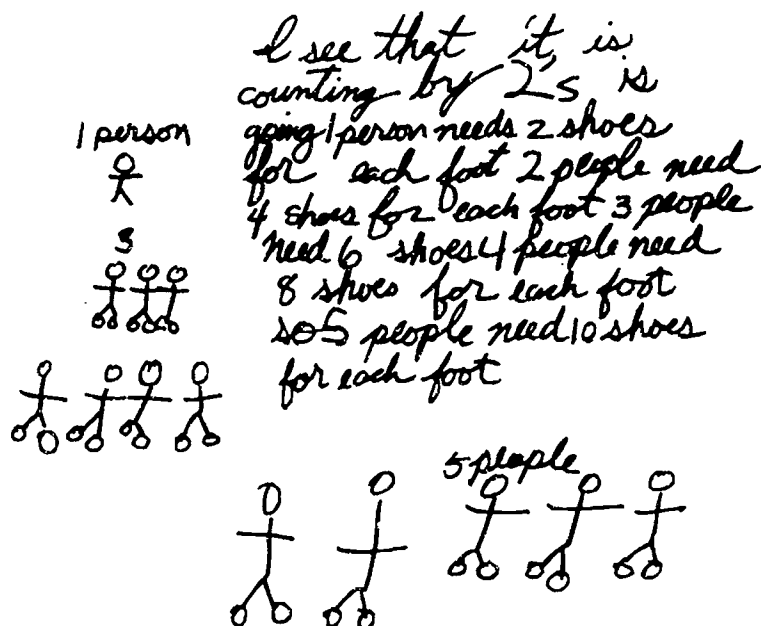 I see that it, is
counting by 2's is
going 1 person needs 2 shoes
for each foot 2 people need
4 shoes for each foot 3 people
need 6 shoes 4 people need
8 shoes for each foot
so 5 people need 10 shoes
for each foot
1 person
3
5 people